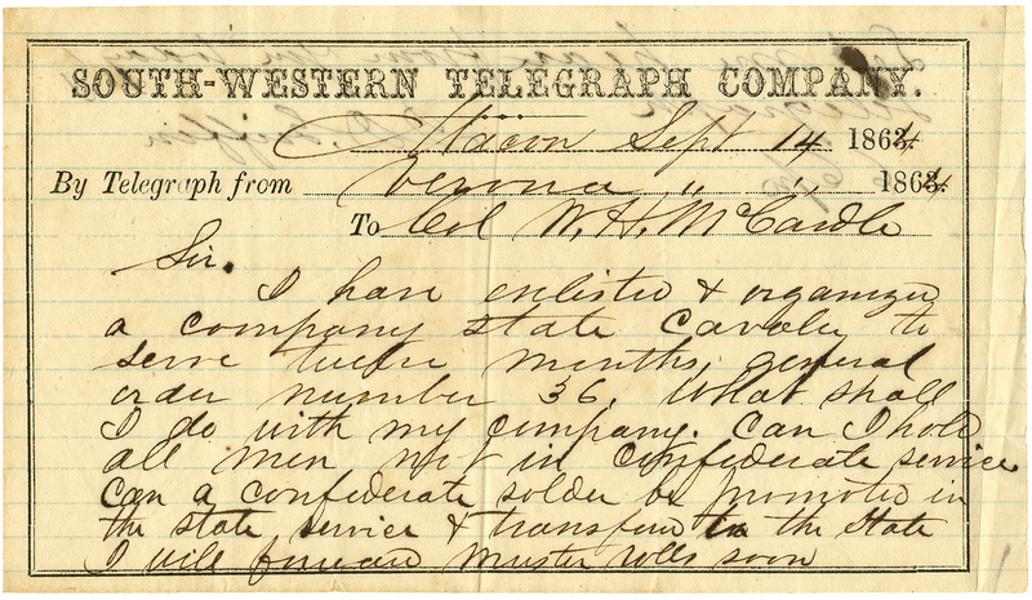 SOUTH-WESTERN TELEGRAPH COMPANY.
Macon Sept 14 1864
By Telegraph from Verona " " 1864
To Col W. H. McCardle
Sir.
I have enlisted & organized
a company state Cavalry to
serve twelve months, general
order number 36. What shall
I do with my company. Can I hold
all men not in confederate service
Can a confederate solder be promoted in
the state service & transferd to the State
I will forward Muster rolls soon